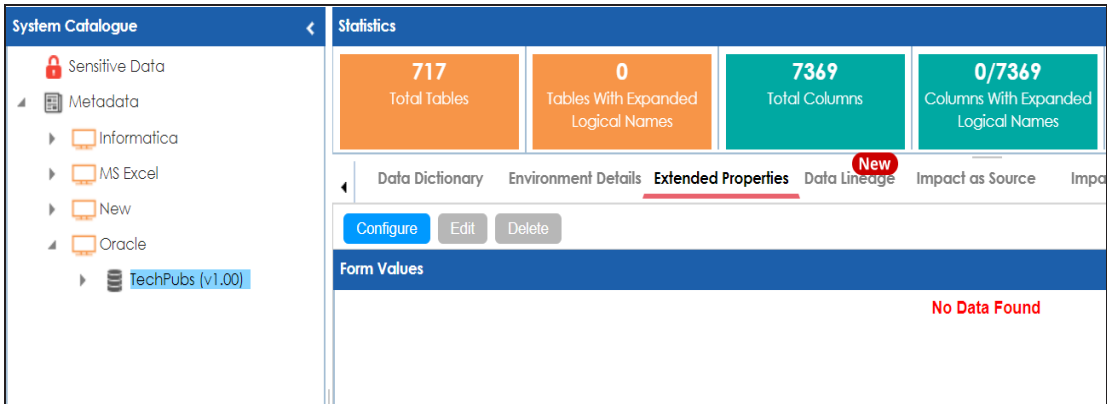 System Catalogue
Sensitive Data
Metadata
Informatica
MS Excel
New
Oracle
TechPubs (v1.00)
Statistics
717
Total Tables
0
Tables With Expanded
Logical Names
7369
Total Columns
0/7369
Columns With Expanded
Logical Names
New
Data Dictionary Environment Details Extended Properties Data Lineage Impact as Source Impa
Configure Edit Delete
Form Values
No Data Found